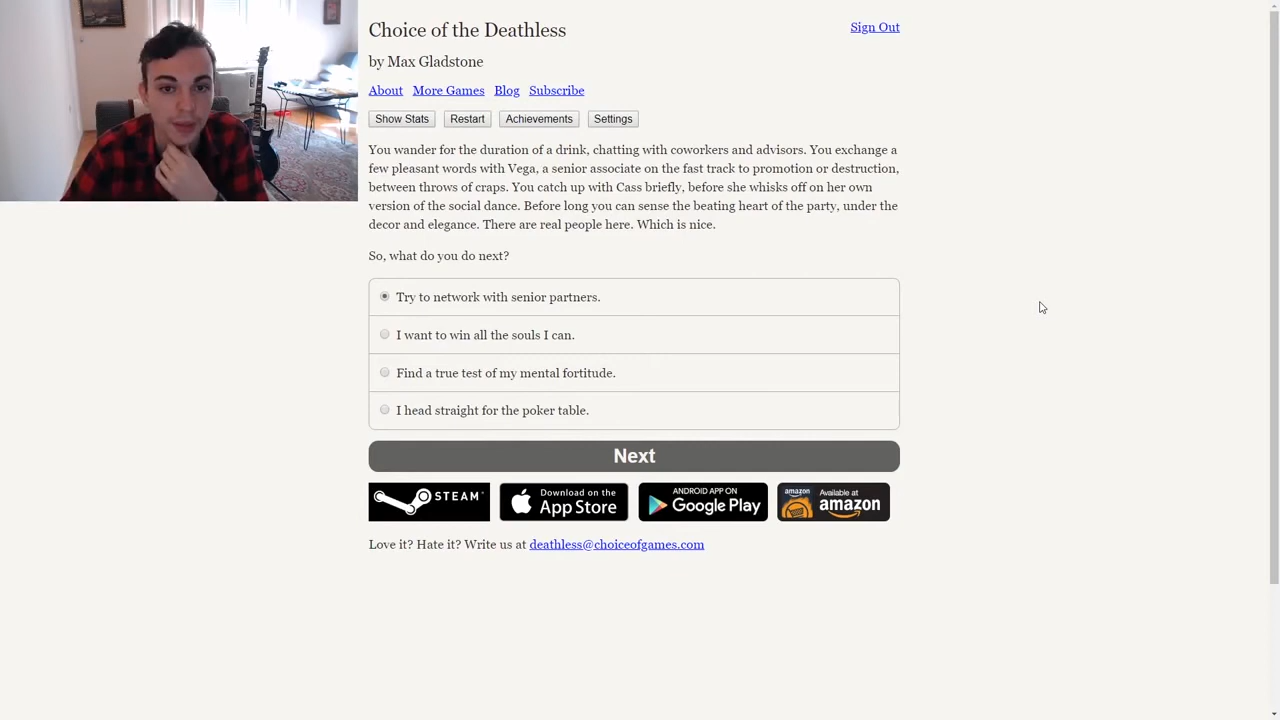 Choice of the Deathless
Sign Out
by Max Gladstone
About More Games Blog Subscribe
Show Stats Restart Achievements Settings
You wander for the duration of a drink, chatting with coworkers and advisors. You exchange a
few pleasant words with Vega, a senior associate on the fast track to promotion or destruction,
between throws of craps. You catch up with Cass briefly, before she whisks off on her own
version of the social dance. Before long you can sense the beating heart of the party, under the
decor and elegance. There are real people here. Which is nice.
So, what do you do next?
Try to network with senior partners.
I want to win all the souls I can.
Find a true test of my mental fortitude.
I head straight for the poker table.
Next
STEAM
Download on the
App Store
ANDROID APP ON
Google Play
amazon
Available at
amazon
Love it? Hate it? Write us at deathless@choiceofgames.com